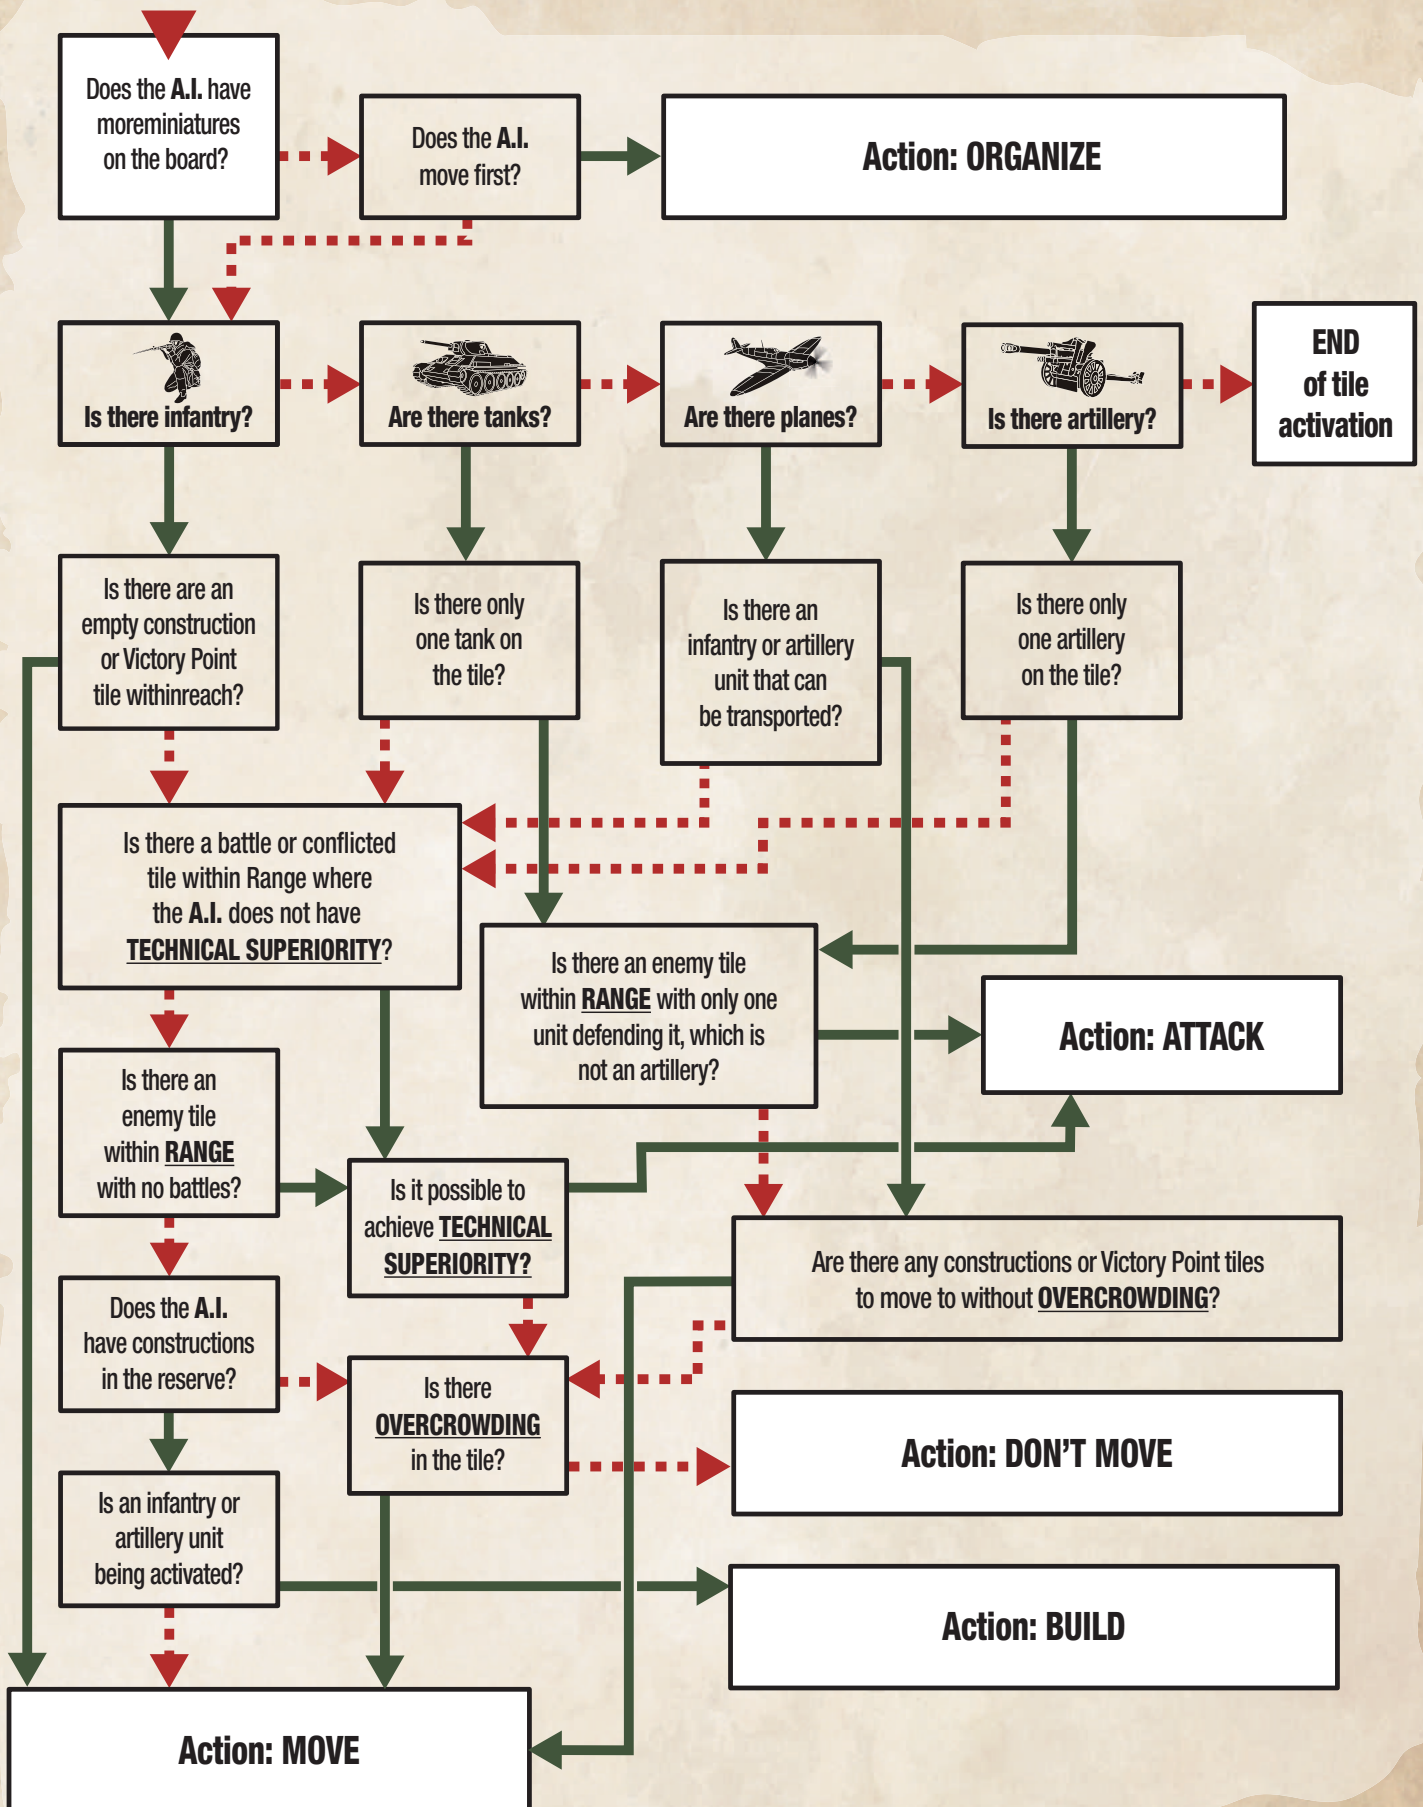 Does the A.I. have
moreminiatures
on the board?
Does the A.I.
move first?
Action: ORGANIZE
Is there infantry?
Are there tanks?
Are there planes?
Is there artillery?
END
of tile
activation
Is there are an
empty construction
or Victory Point
tile withinreach?
Is there only
one tank on
the tile?
Is there an
infantry or artillery
unit that can
be transported?
Is there only
one artillery
on the tile?
Is there a battle or conflicted
tile within Range where
the A.I. does not have
TECHNICAL SUPERIORITY?
Is there an enemy tile
within RANGE with only one
unit defending it, which is
not an artillery?
Action: ATTACK
Is there an
enemy tile
within RANGE
with no battles?
Is it possible to
achieve TECHNICAL
SUPERIORITY?
Are there any constructions or Victory Point tiles
to move to without OVERCROWDING?
Does the A.I.
have constructions
in the reserve?
Is there
OVERCROWDING
in the tile?
Action: DON'T MOVE
Is an infantry or
artillery unit
being activated?
Action: BUILD
Action: MOVE